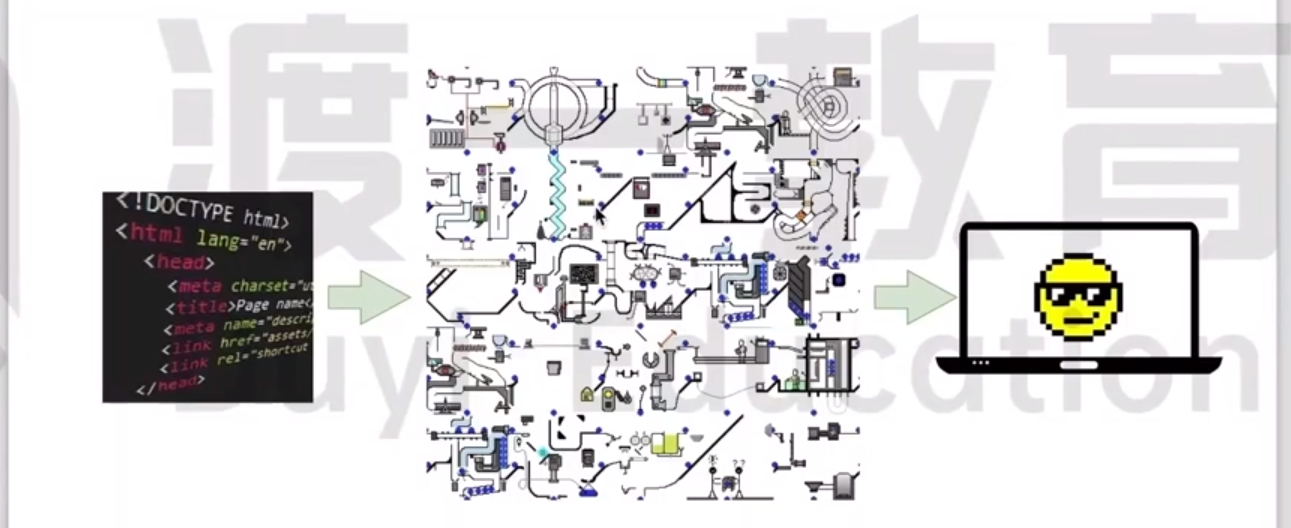 渡教育
Duyi Education
<!DOCTYPE html>
<html lang="en">
<head>
<meta charset="u
<title>Page name<
<meta name="descri
<link href="assets/
<link rel="shortcut
</head>
? ?